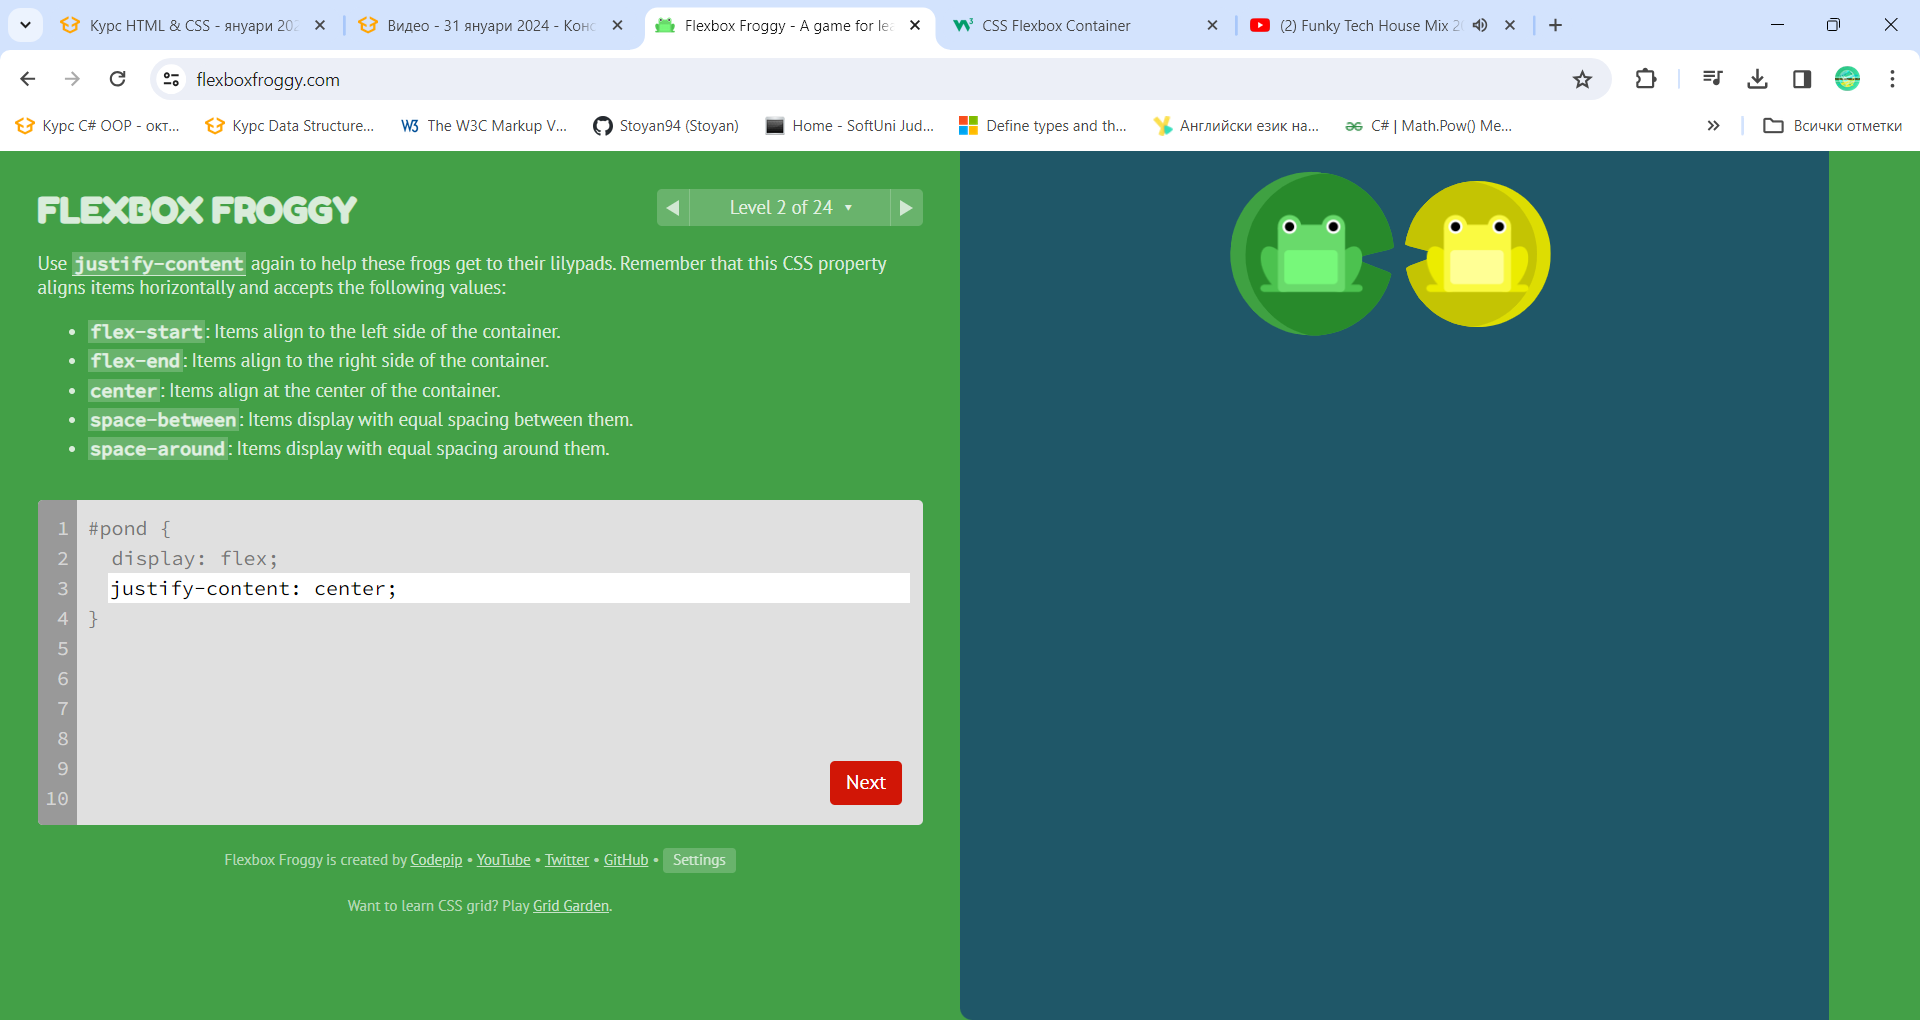 Курс HTML & CSS - януари 202
Видео - 31 януари 2024 - Конс
Flexbox Froggy - A game for lea
CSS Flexbox Container
(2) Funky Tech House Mix 20
flexboxfroggy.com
Курс C# OOP - окт...
Курс Data Structure...
W3 The W3C Markup V...
Stoyan94 (Stoyan)
Home - SoftUni Jud...
Define types and th...
Английски език на...
C# | Math.Pow() Me...
Всички отметки
FLEXBOX FROGGY
Level 2 of 24
Use justify-content again to help these frogs get to their lilypads. Remember that this CSS property
aligns items horizontally and accepts the following values:
• flex-start: Items align to the left side of the container.
• flex-end: Items align to the right side of the container.
• center: Items align at the center of the container.
• space-between: Items display with equal spacing between them.
• space-around: Items display with equal spacing around them.
1 #pond {
2 display: flex;
3 justify-content: center;
4 }
5
6
7
8
9
10
Next
Flexbox Froggy is created by Codepip • YouTube • Twitter • GitHub • Settings
Want to learn CSS grid? Play Grid Garden.